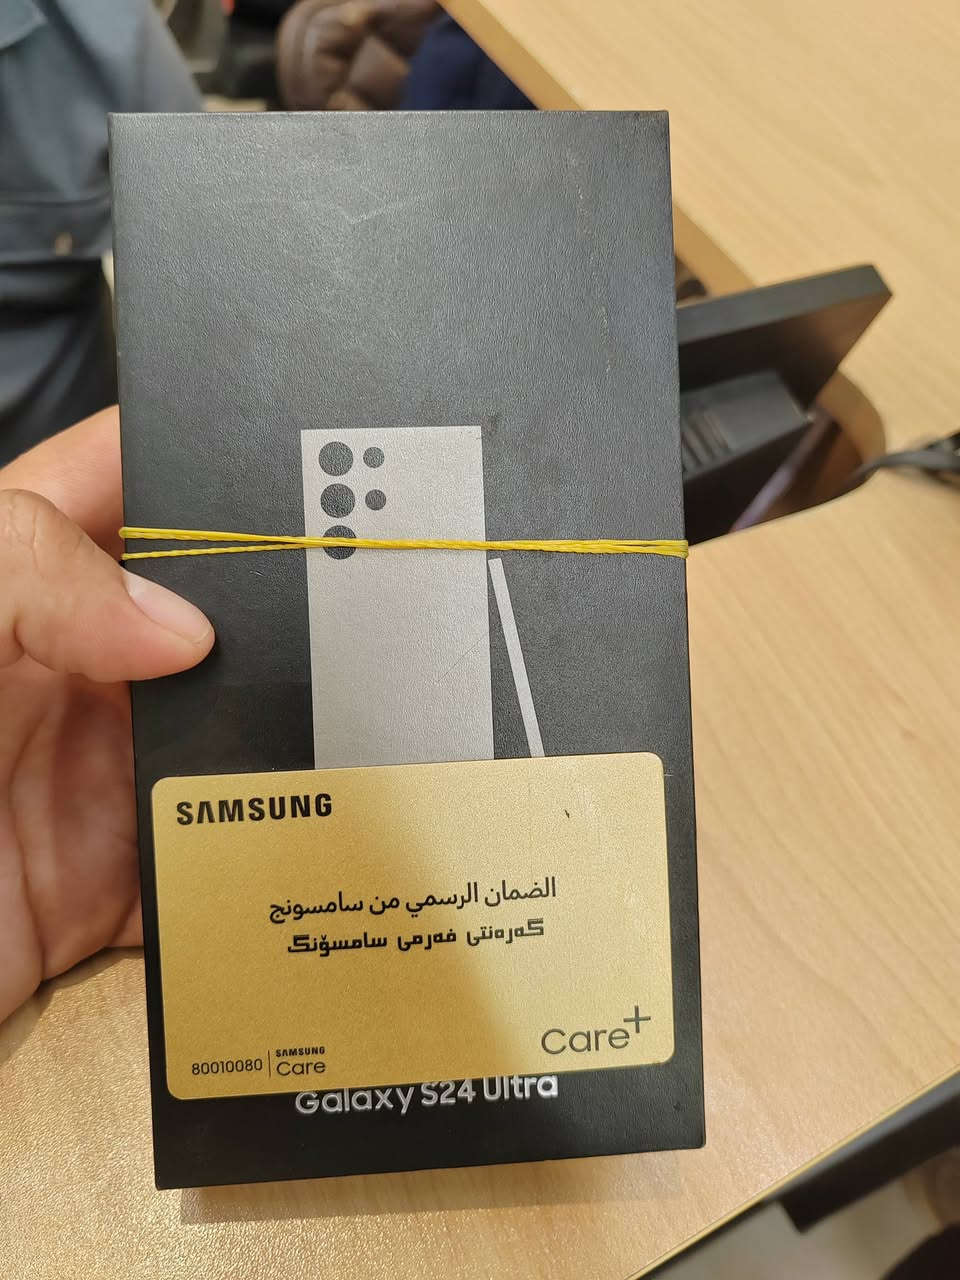 SAMSUNG
الضمان الرسمي من سامسونج
گەرەنتی فەرمی سامسۆنگ
Care+
80010080 | SAMSUNG Care
Galaxy S24 Ultra